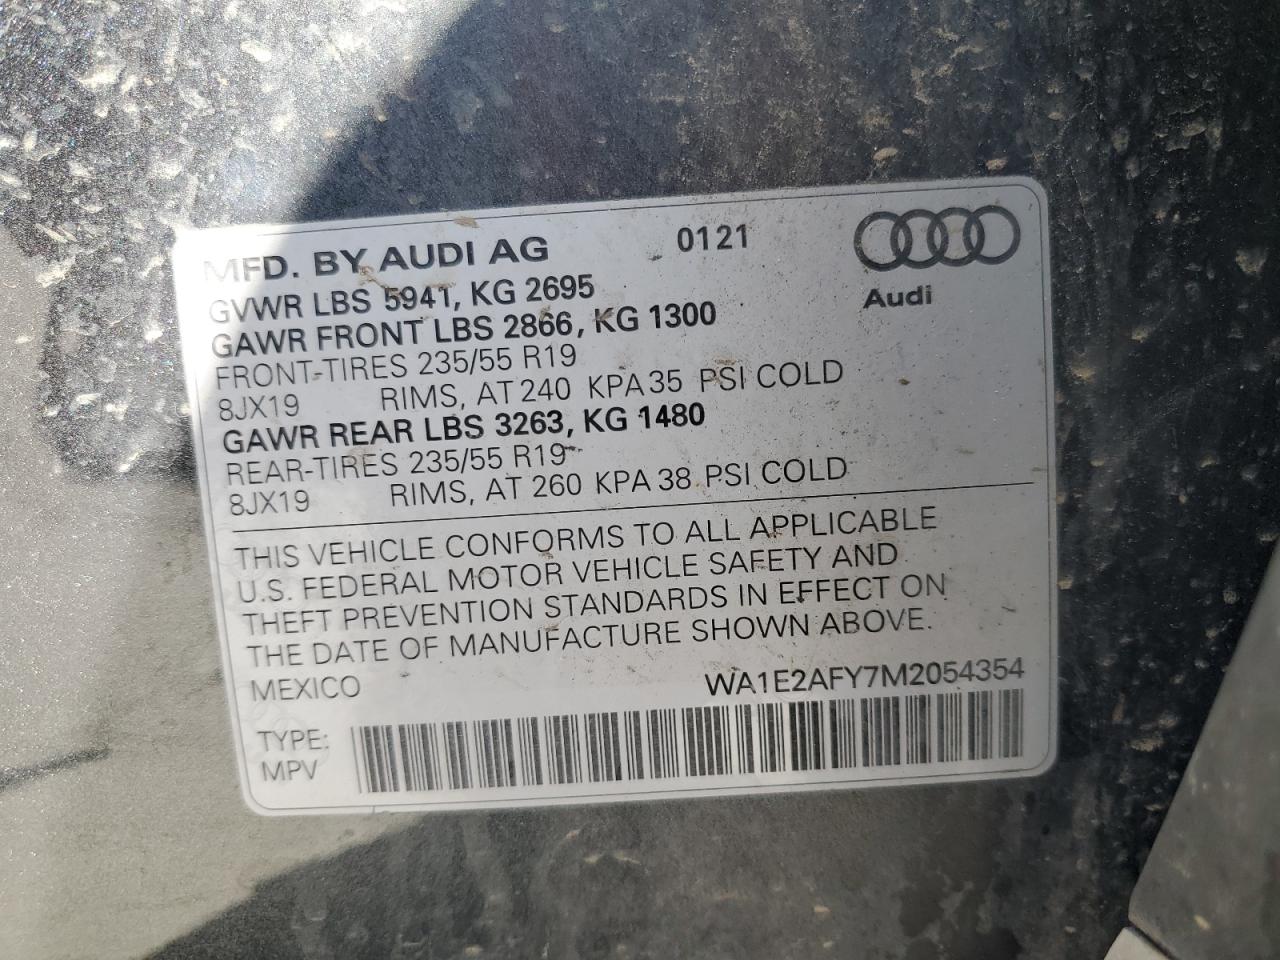 MFD. BY AUDI AG 0121
Audi
GVWR LBS 5941, KG 2695
GAWR FRONT LBS 2866, KG 1300
FRONT-TIRES 235/55 R19
8JX19 RIMS, AT 240 KPA 35 PSI COLD
GAWR REAR LBS 3263, KG 1480
REAR-TIRES 235/55 R19
8JX19 RIMS, AT 260 KPA 38 PSI COLD
THIS VEHICLE CONFORMS TO ALL APPLICABLE
U.S. FEDERAL MOTOR VEHICLE SAFETY AND
THEFT PREVENTION STANDARDS IN EFFECT ON
THE DATE OF MANUFACTURE SHOWN ABOVE.
MEXICO WA1E2AFY7M2054354
TYPE:
MPV